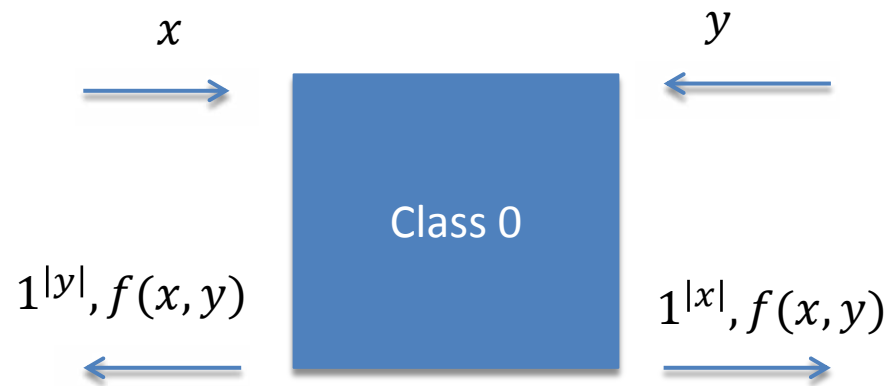 x
y
Class 0
1^{|y|}, f(x, y)
1^{|x|}, f(x, y)